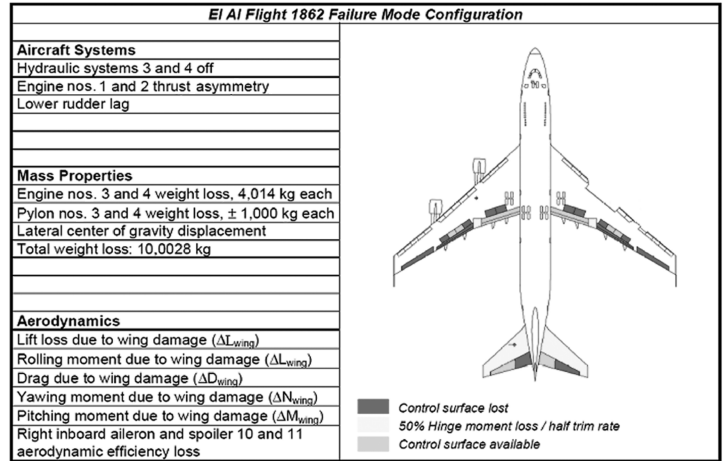 El Al Flight 1862 Failure Mode Configuration
Aircraft Systems
Hydraulic systems 3 and 4 off
Engine nos. 1 and 2 thrust asymmetry
Lower rudder lag
Mass Properties
Engine nos. 3 and 4 weight loss, 4,014 kg each
Pylon nos. 3 and 4 weight loss, ± 1,000 kg each
Lateral center of gravity displacement
Total weight loss: 10,0028 kg
Aerodynamics
Lift loss due to wing damage (ΔLwing)
Rolling moment due to wing damage (ΔLwing)
Drag due to wing damage (ΔDwing)
Yawing moment due to wing damage (ΔNwing)
Pitching moment due to wing damage (ΔMwing)
Right inboard aileron and spoiler 10 and 11
aerodynamic efficiency loss
Control surface lost
50% Hinge moment loss / half trim rate
Control surface available